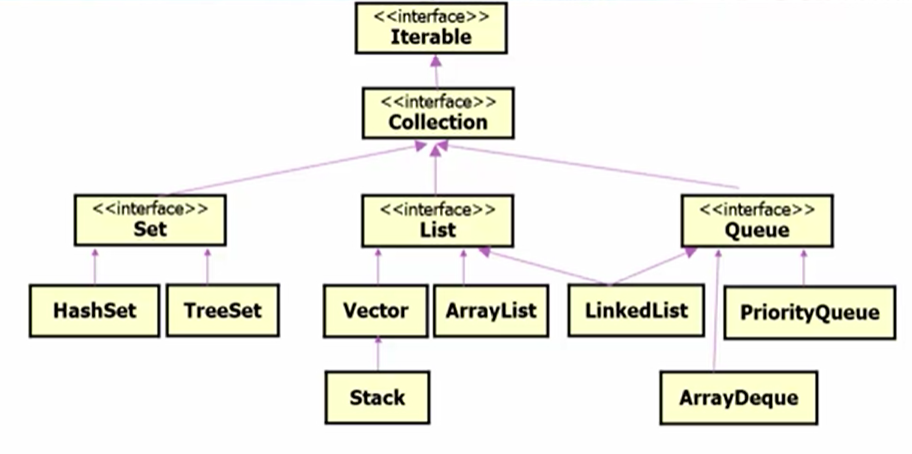 <<interface>>
Iterable
<<interface>>
Collection
<<interface>>
Set
<<interface>>
List
<<interface>>
Queue
HashSet
TreeSet
Vector
ArrayList
LinkedList
PriorityQueue
Stack
ArrayDeque